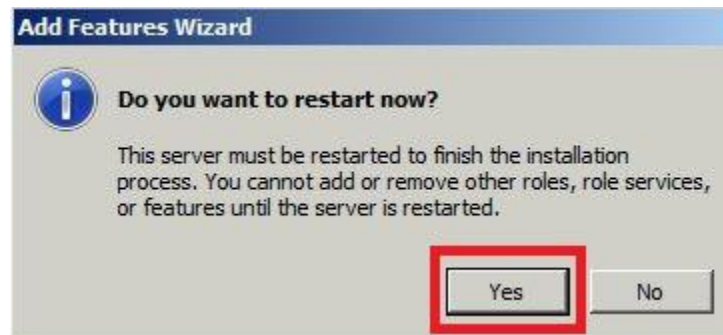 Add Features Wizard
Do you want to restart now?
This server must be restarted to finish the installation
process. You cannot add or remove other roles, role services,
or features until the server is restarted.
Yes No